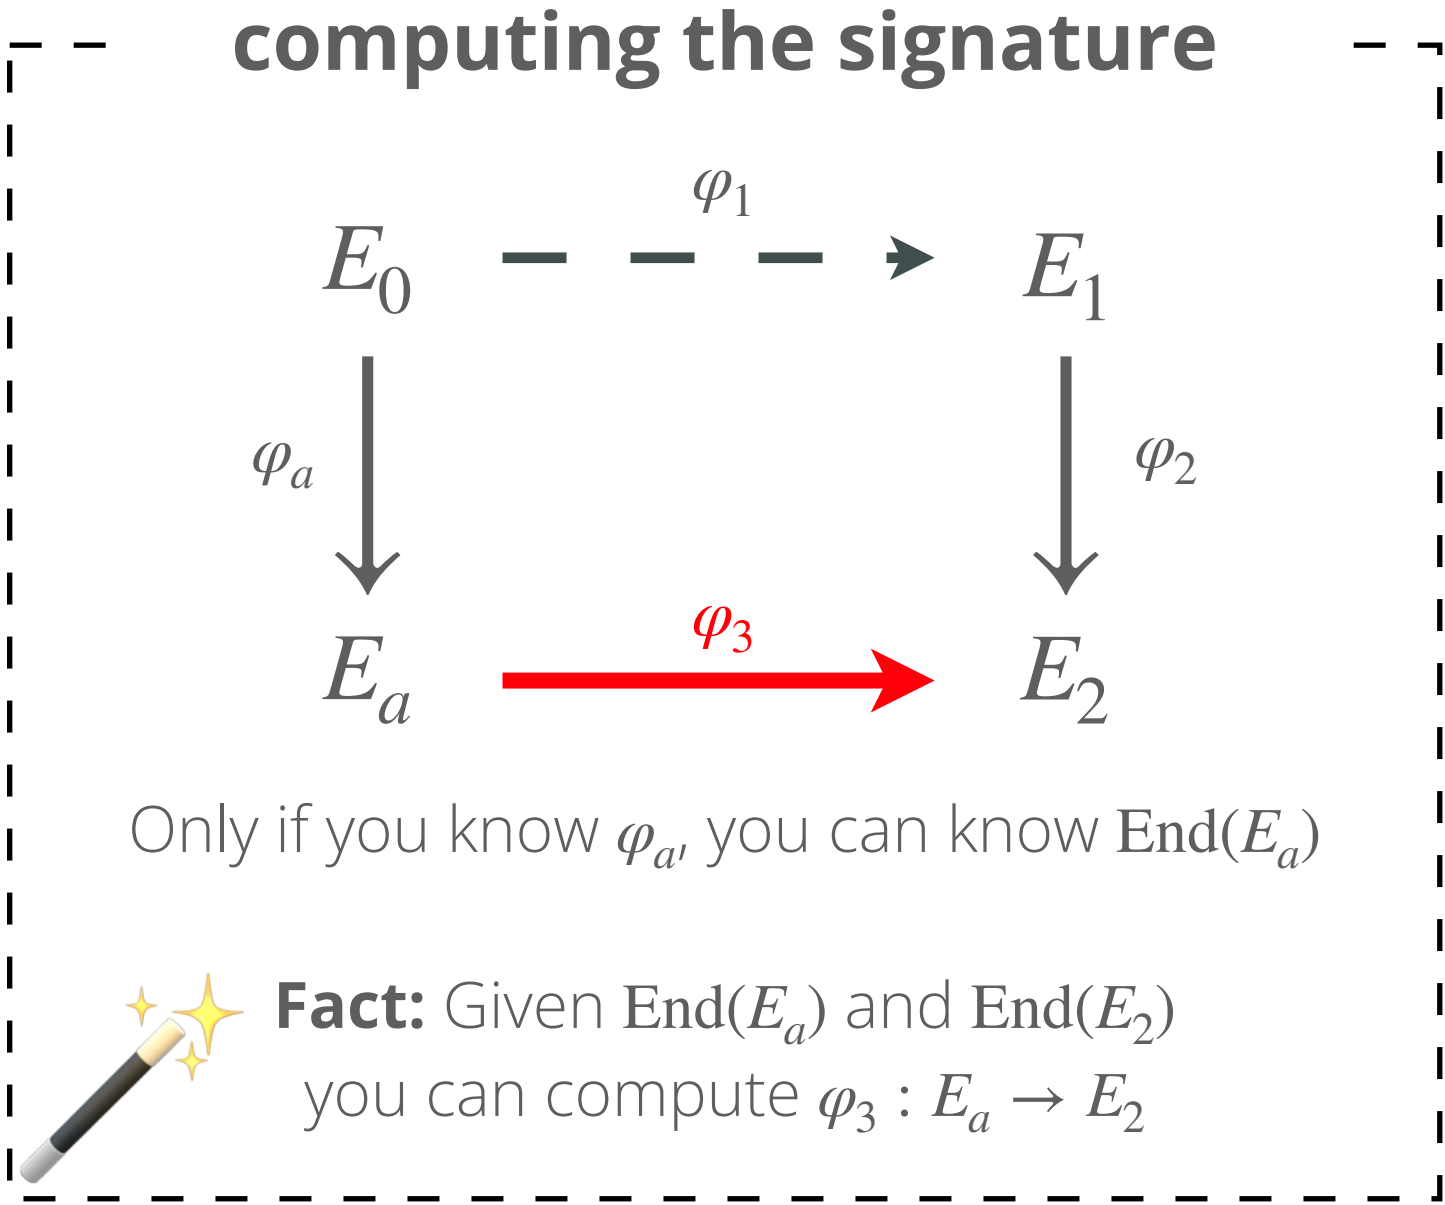 computing the signature
φ₁
E₀ E₁
φₐ φ₂
φ₃
Eₐ E₂
Only if you know φₐ, you can know End(Eₐ)
Fact: Given End(Eₐ) and End(E₂)
you can compute φ₃ : Eₐ → E₂